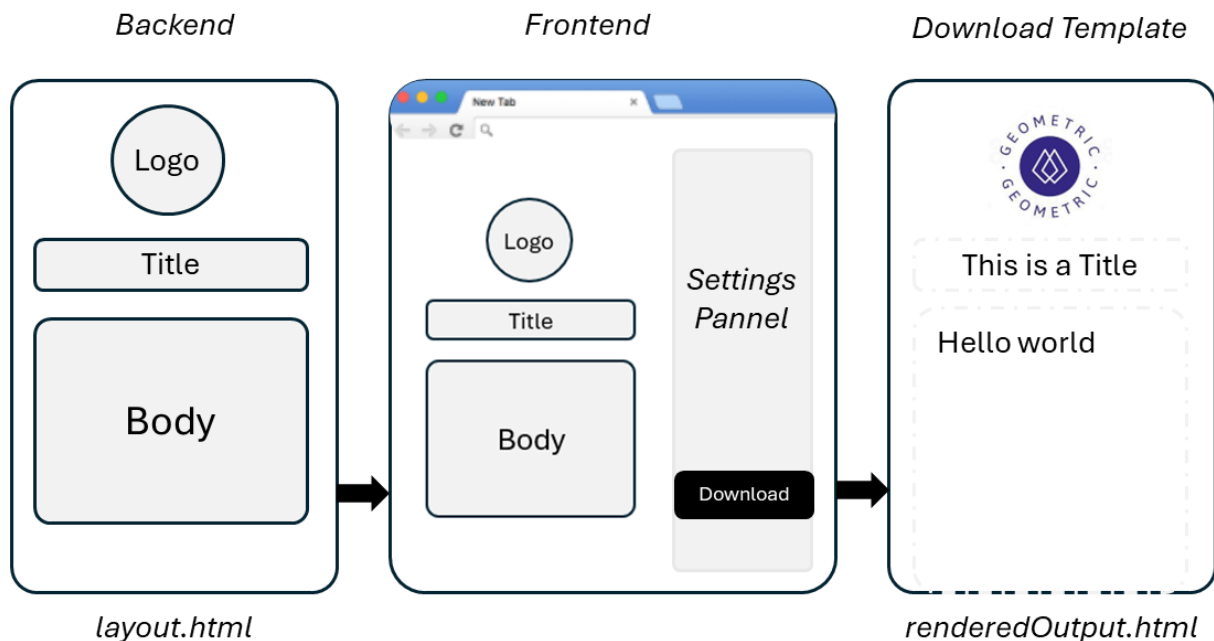 Backend
Frontend
Download Template
Logo
Title
Body
layout.html
New Tab
Logo
Title
Body
Settings
Pannel
Download
GEOMETRIC
GEOMETRIC
This is a Title
Hello world
renderedOutput.html